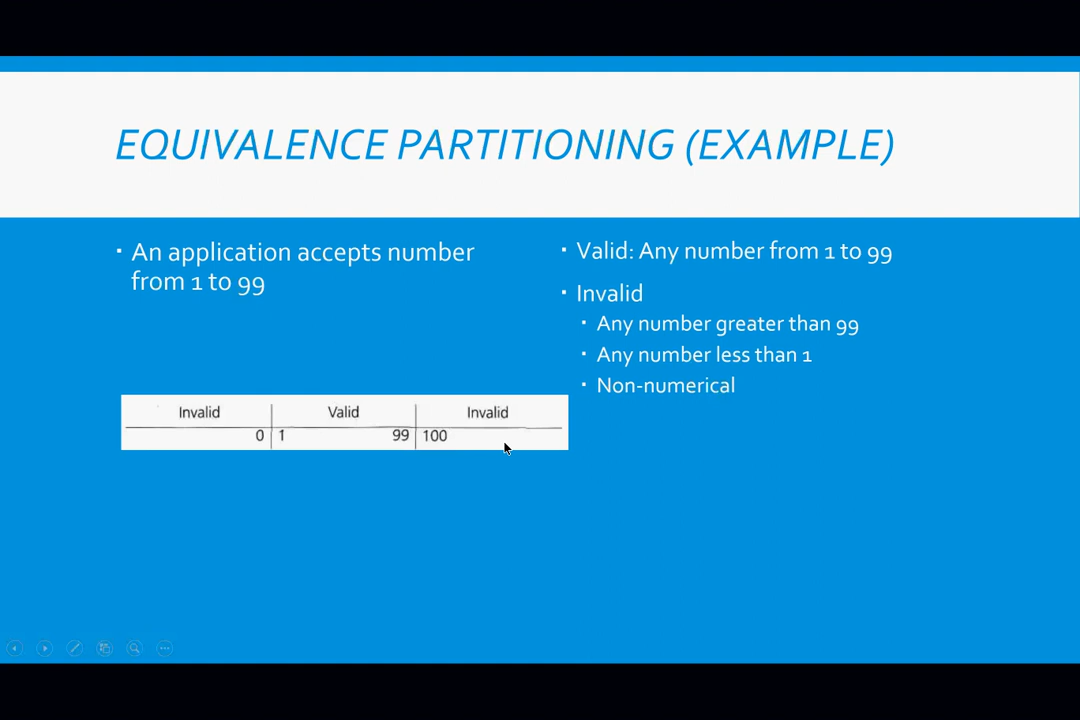 EQUIVALENCE PARTITIONING (EXAMPLE)
An application accepts number
from 1 to 99
Invalid Valid Invalid
0 1 99 100
Valid: Any number from 1 to 99
Invalid
Any number greater than 99
Any number less than 1
Non-numerical